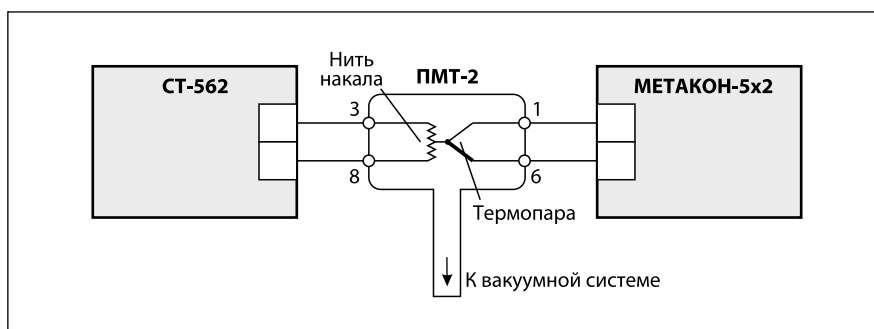 Нить
накала
ПМТ-2
СТ-562
МЕТАКОН-5х2
3
1
8
6
Термопара
К вакуумной системе